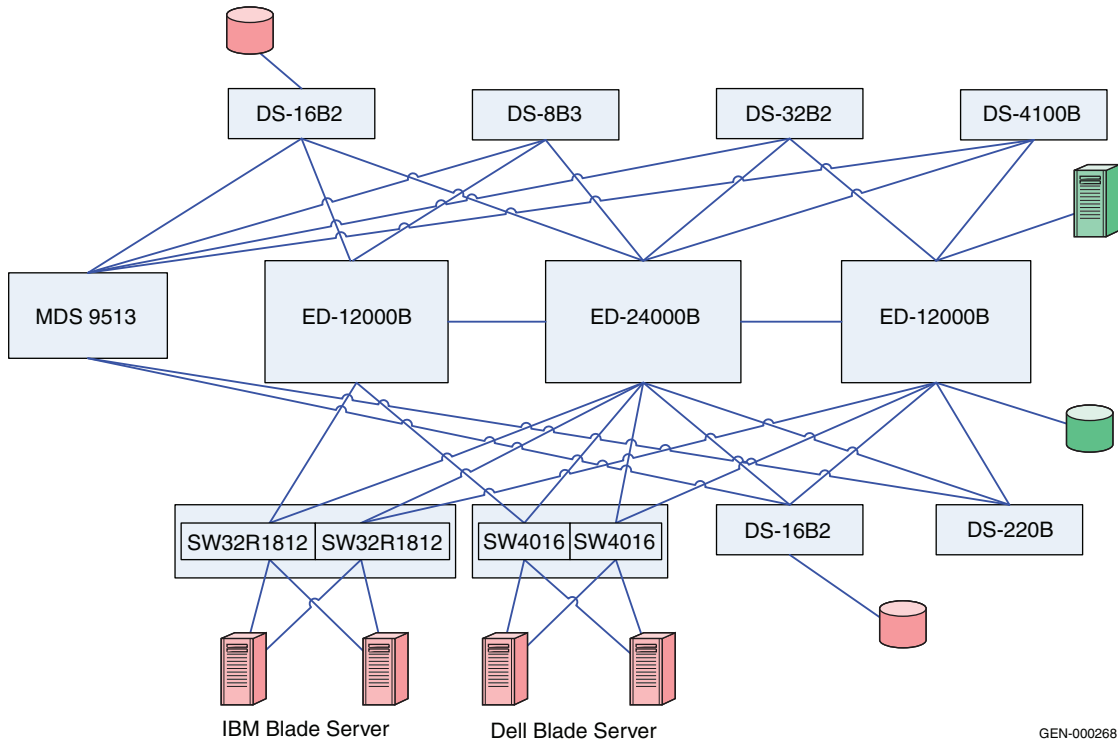 DS-16B2
DS-8B3
DS-32B2
DS-4100B
MDS 9513
ED-12000B
ED-24000B
ED-12000B
SW32R1812
SW32R1812
SW4016
SW4016
DS-16B2
DS-220B
IBM Blade Server
Dell Blade Server
GEN-000268